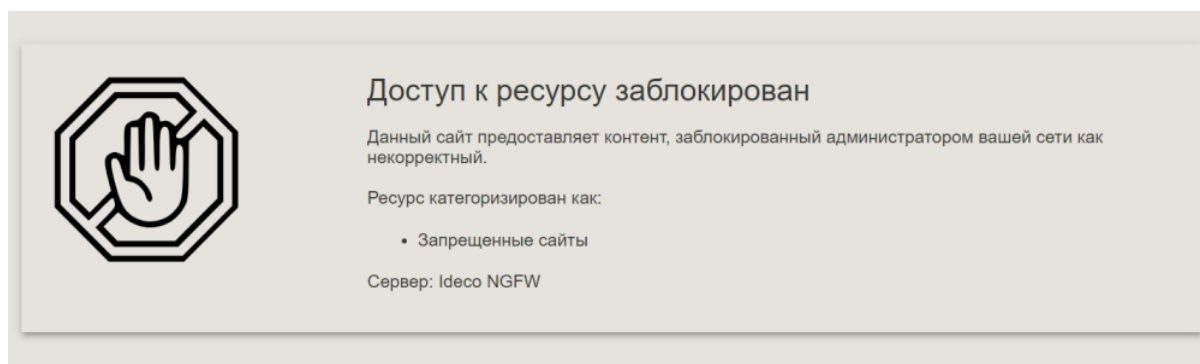 Доступ к ресурсу заблокирован
Данный сайт предоставляет контент, заблокированный администратором вашей сети как
некорректный.
Ресурс категоризирован как:
• Запрещенные сайты
Сервер: Ideco NGFW